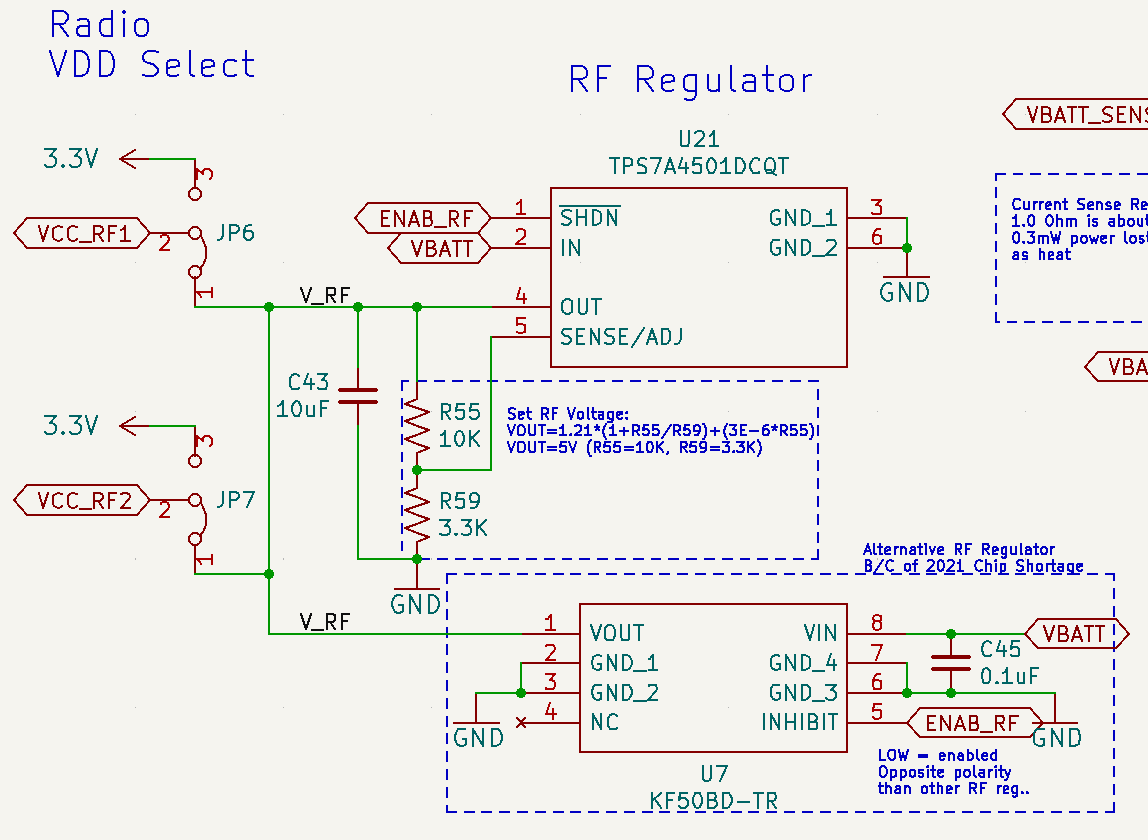 Radio
VDD Select
RF Regulator
VBATT_SENS
U21
TPS7A4501DCQT
3.3V
3
VCC_RF1
2
JP6
1
ENAB_RF
1
SHDN
GND_1
3
VBATT
2
IN
GND_2
6
GND
Current Sense Re
1.0 Ohm is about
0.3mW power lost
as heat
V_RF
4
OUT
5
SENSE/ADJ
VBA
C43
10uF
R55
10K
Set RF Voltage:
VOUT=1.21*(1+R55/R59)+(3E-6*R55)
VOUT=5V (R55=10K, R59=3.3K)
3.3V
3
VCC_RF2
2
JP7
1
R59
3.3K
GND
Alternative RF Regulator
B/C of 2021 Chip Shortage
V_RF
1
VOUT
VIN
8
VBATT
2
GND_1
GND_4
7
C45
0.1uF
3
GND_2
GND_3
6
4
NC
INHIBIT
5
ENAB_RF
GND
GND
LOW = enabled
Opposite polarity
than other RF reg..
U7
KF50BD-TR